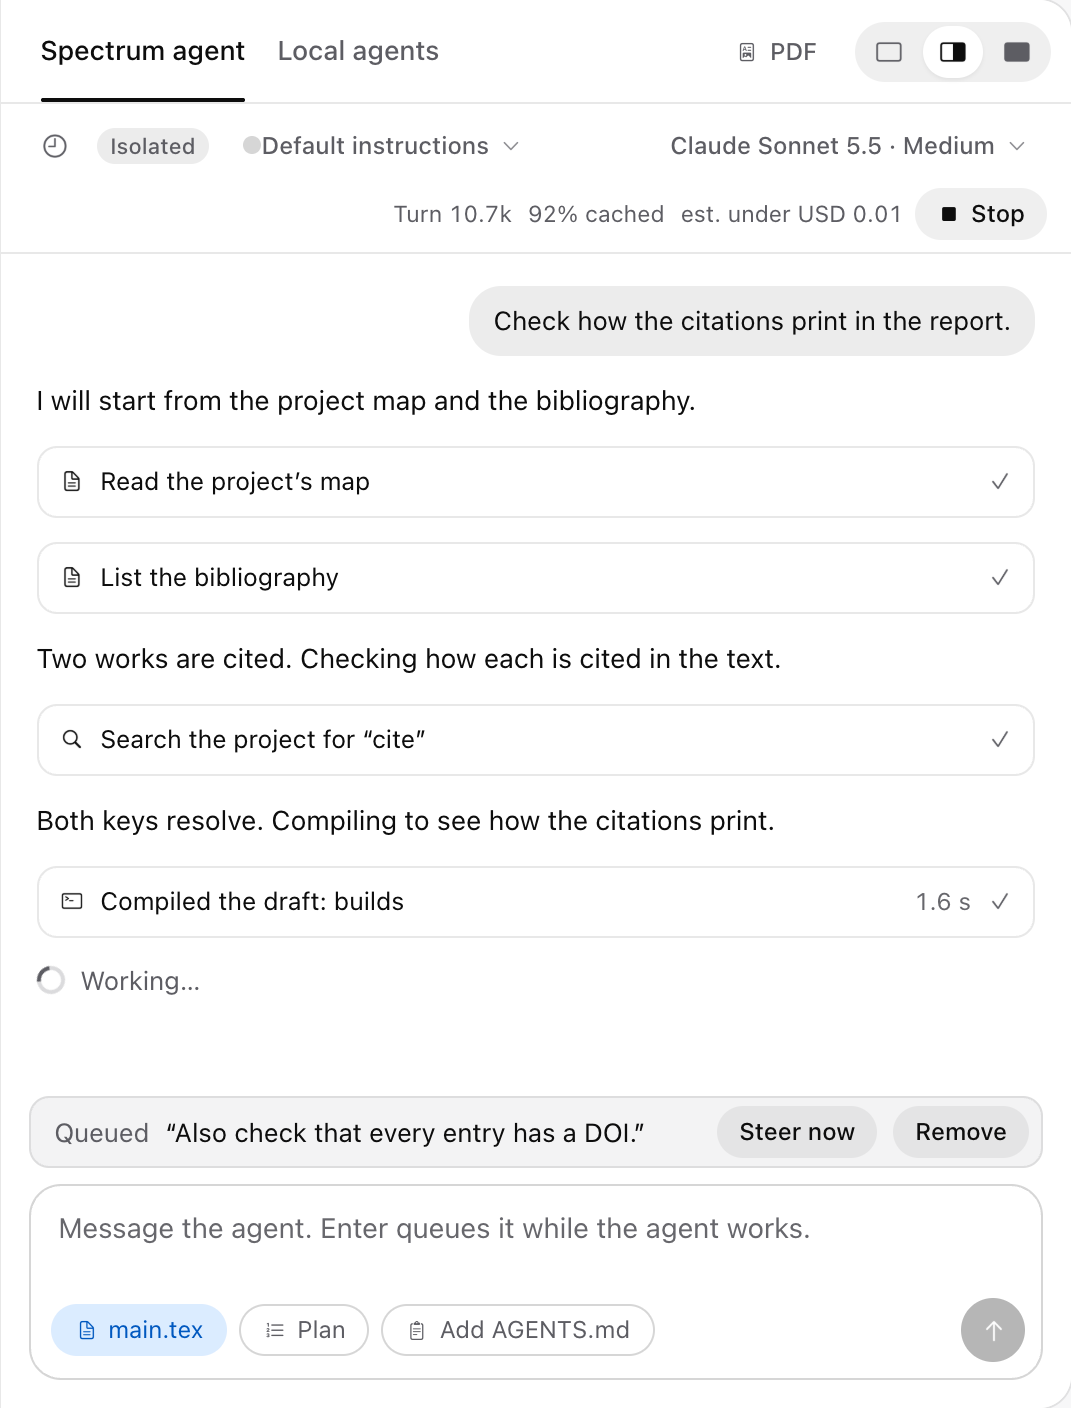 Spectrum agent Local agents PDF
Isolated Default instructions Claude Sonnet 5.5 · Medium
Turn 10.7k 92% cached est. under USD 0.01 Stop
Check how the citations print in the report.
I will start from the project map and the bibliography.
Read the project’s map
List the bibliography
Two works are cited. Checking how each is cited in the text.
Search the project for “cite”
Both keys resolve. Compiling to see how the citations print.
Compiled the draft: builds 1.6 s
Working...
Queued “Also check that every entry has a DOI.” Steer now Remove
Message the agent. Enter queues it while the agent works.
main.tex Plan Add AGENTS.md